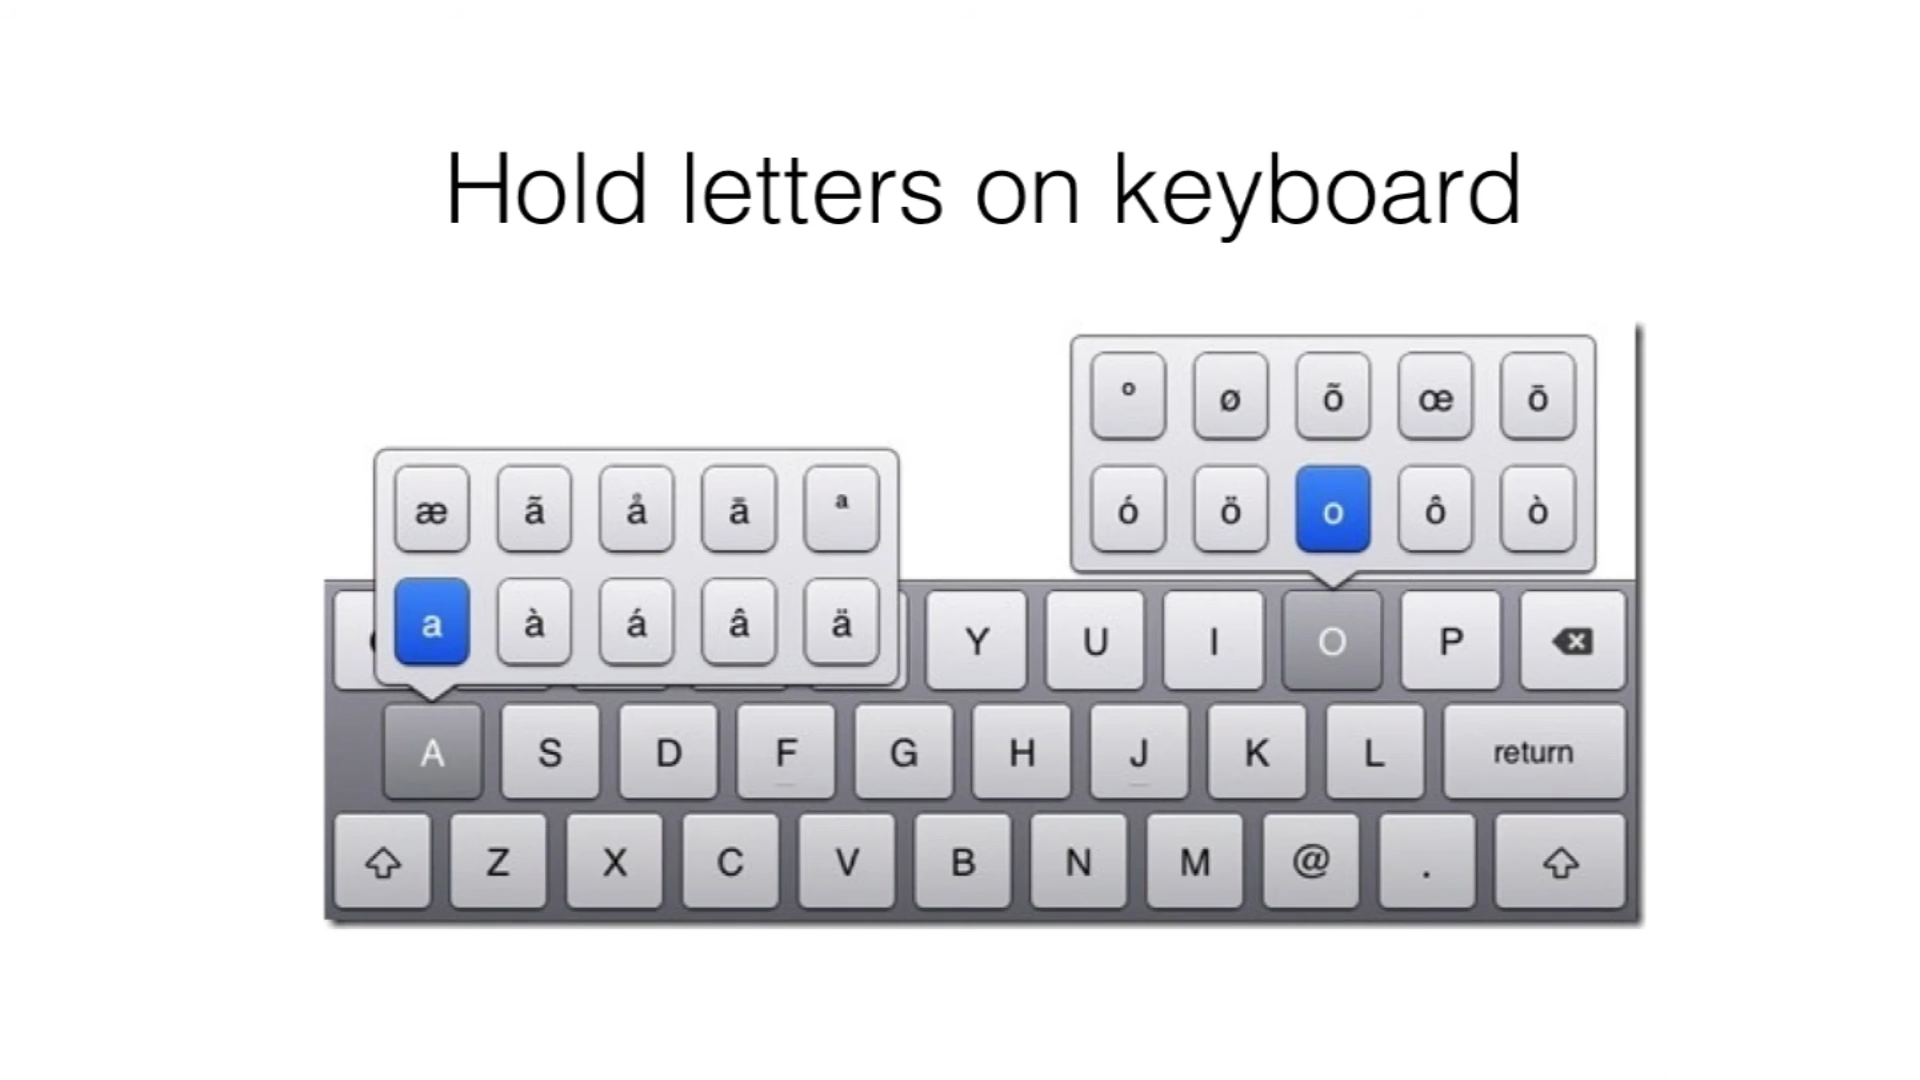 Hold letters on keyboard
º ø õ œ ō
ó ö o ô ò
æ ã å ā ª
a à á â ä
Y U I O P
A S D F G H J K L return
Z X C V B N M @ .